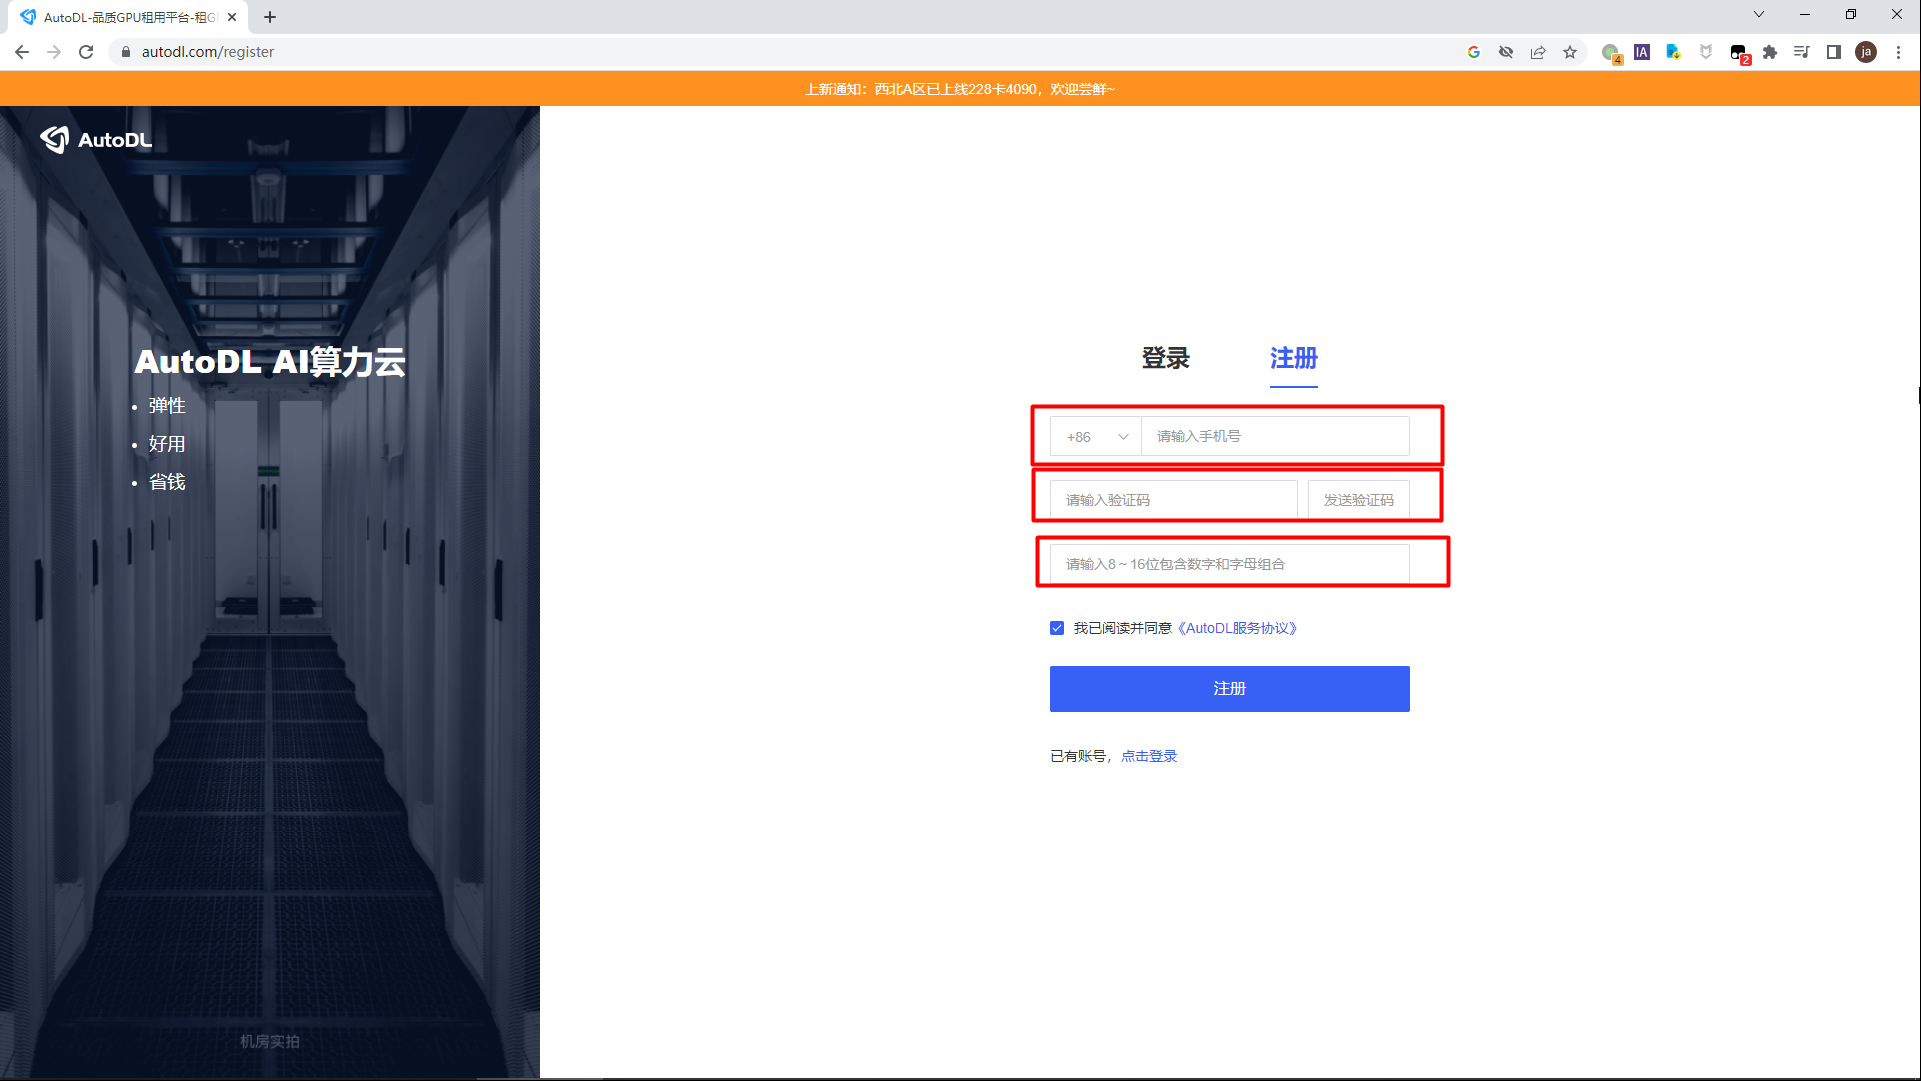 AutoDL-品质GPU租用平台-租G
autodl.com/register
4
IA
2
ja
上新通知：西北A区已上线228卡4090，欢迎尝鲜~
AutoDL
AutoDL AI算力云
弹性
好用
省钱
机房实拍
登录
注册
+86
请输入手机号
请输入验证码
发送验证码
请输入8～16位包含数字和字母组合
我已阅读并同意《AutoDL服务协议》
注册
已有账号，点击登录